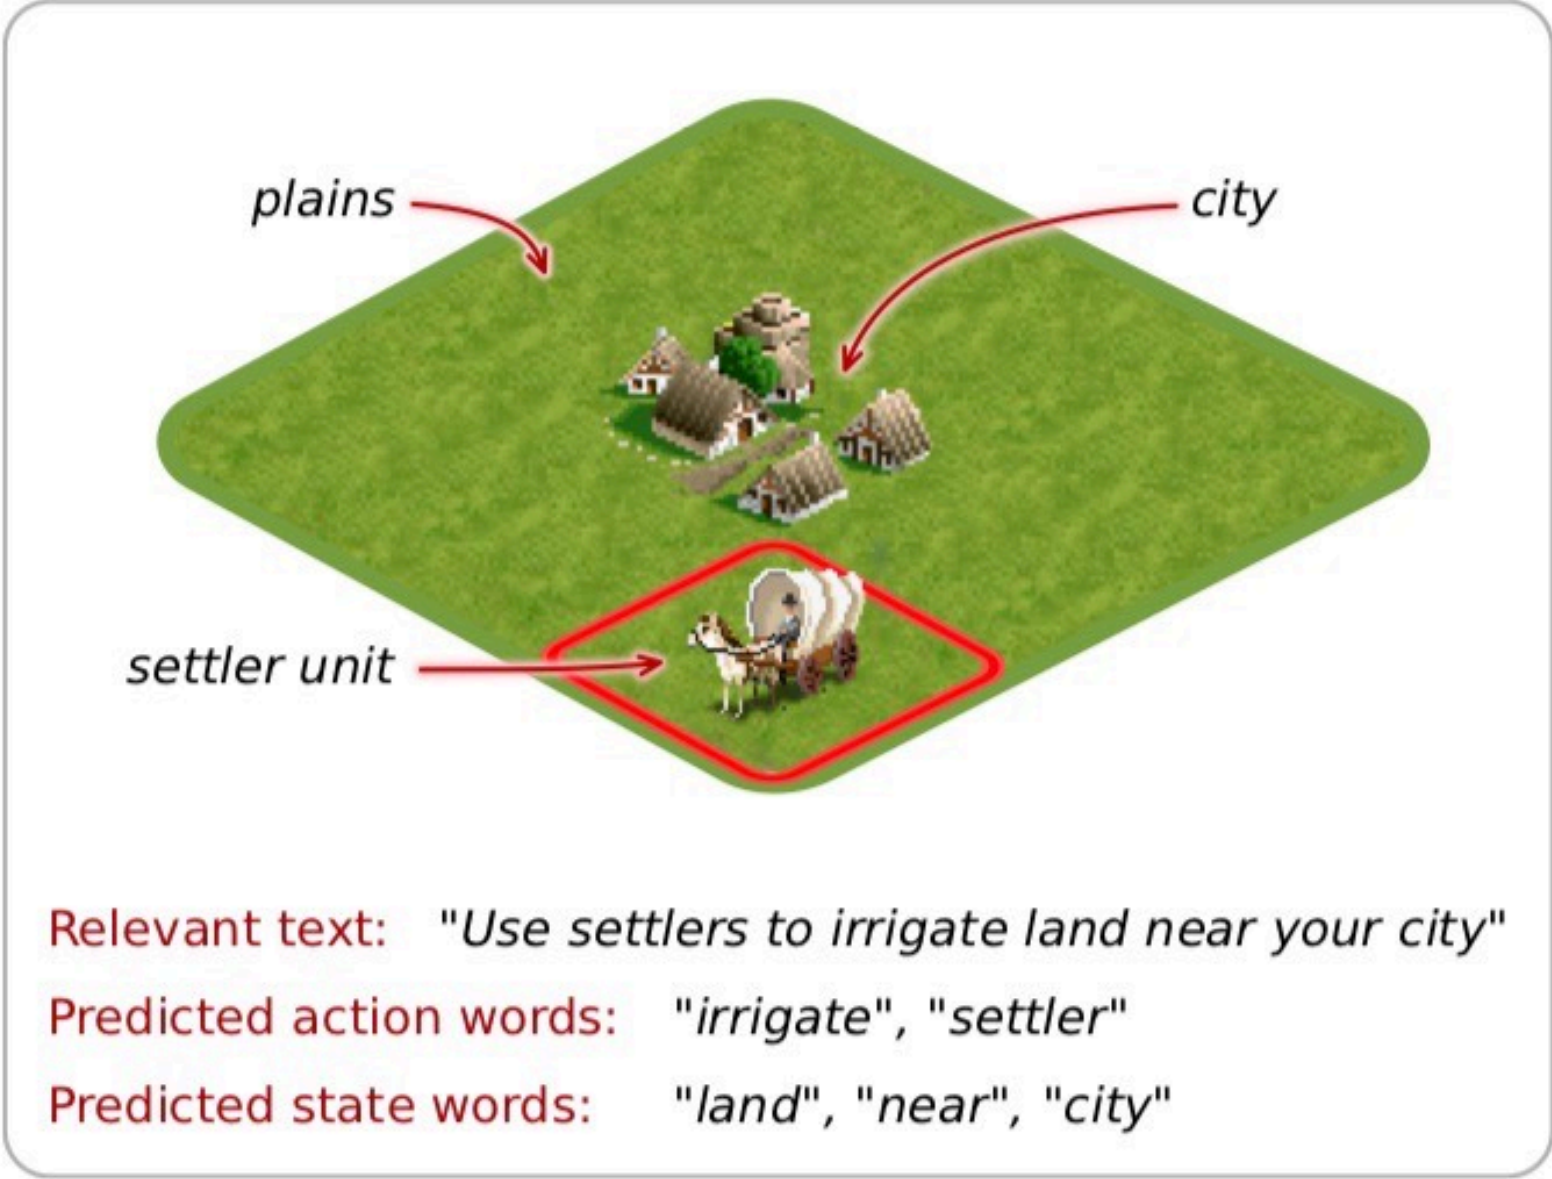 plains
city
settler unit
Relevant text: "Use settlers to irrigate land near your city"
Predicted action words: "irrigate", "settler"
Predicted state words: "land", "near", "city"